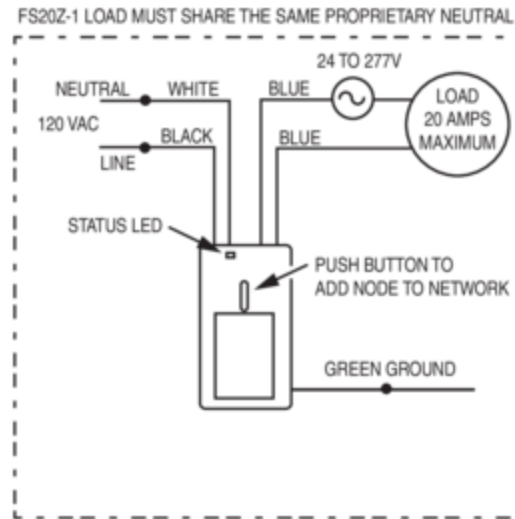 FS20Z-1 LOAD MUST SHARE THE SAME PROPRIETARY NEUTRAL
24 TO 277V
NEUTRAL
WHITE
BLUE
LOAD
20 AMPS
MAXIMUM
120 VAC
BLACK
BLUE
LINE
STATUS LED
PUSH BUTTON TO
ADD NODE TO NETWORK
GREEN GROUND